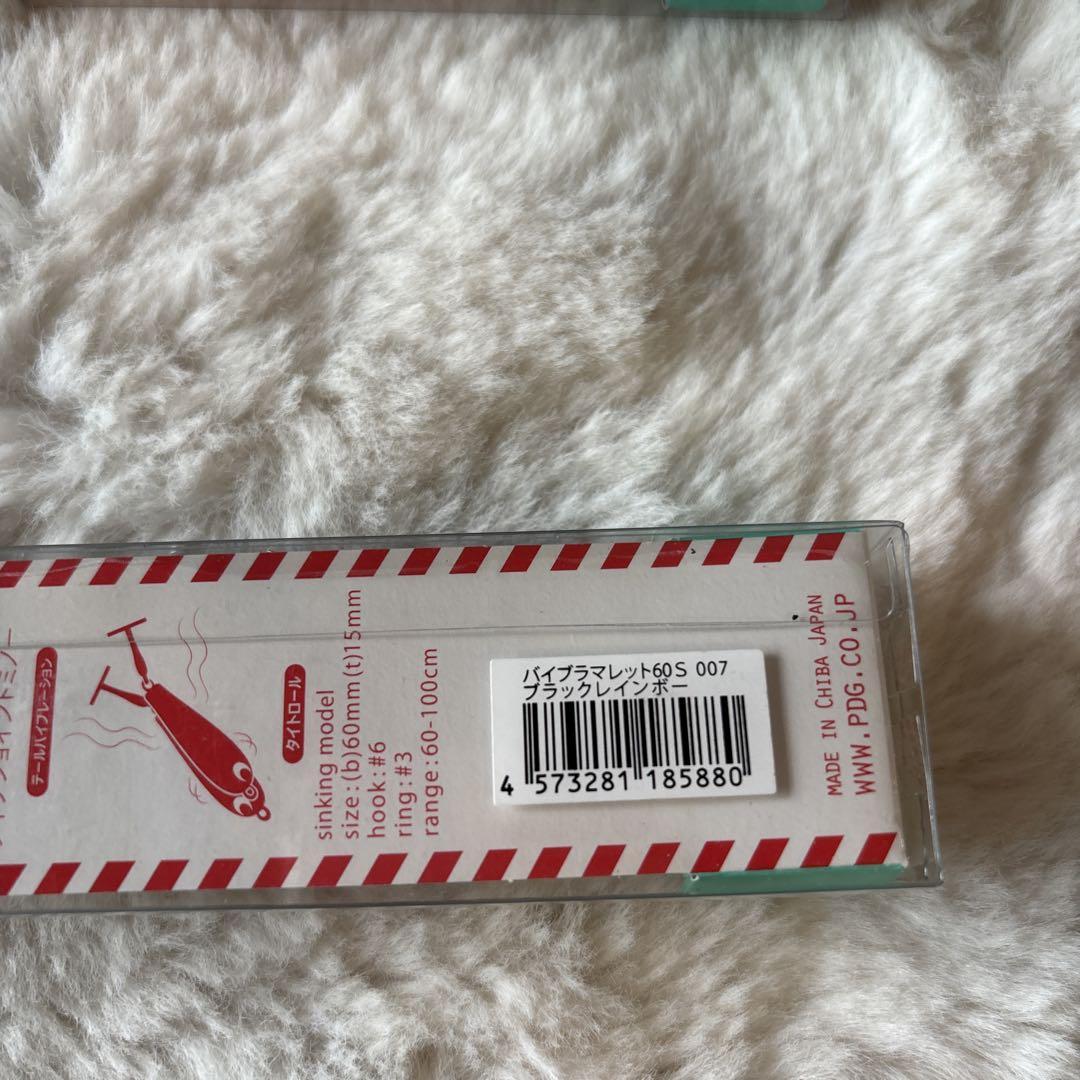 テールバイブレーション
タイトロール
sinking model
size:(b)60mm(t)15mm
hook:#6
ring:#3
range:60-100cm
バイブラマレット60S 007
ブラックレインボー
4 573281 185880
MADE IN CHIBA JAPAN
WWW.PDG.CO.JP